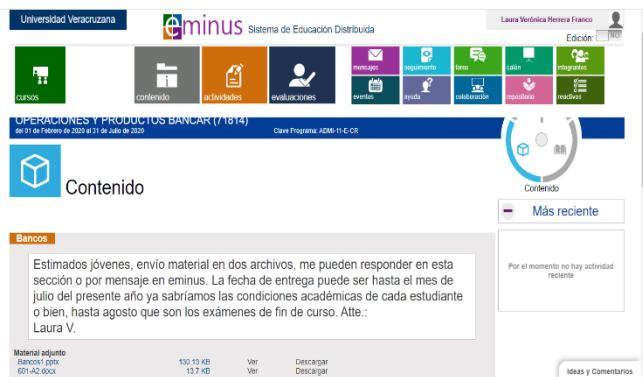 Universidad Veracruzana
eminus Sistema de Educación Distribuida
Laura Verónica Herrera Franco
Edición: NO
cursos
contenido
actividades
evaluaciones
mensajes
seguimiento
foros
salón
integrantes
eventos
ayuda
colaboración
repositorio
reactivos
OPERACIONES Y PRODUCTOS BANCAR (71814)
del 01 de Febrero de 2020 al 31 de Julio de 2020
Clave Programa: ADMI-11-E-CR
Contenido
Contenido
Más reciente
Por el momento no hay actividad
reciente
Bancos
Estimados jóvenes, envío material en dos archivos, me pueden responder en esta
sección o por mensaje en eminus. La fecha de entrega puede ser hasta el mes de
julio del presente año ya sabríamos las condiciones académicas de cada estudiante
o bien, hasta agosto que son los exámenes de fin de curso. Atte.:
Laura V.
Material adjunto
Bancos1.pptx 130.13 KB Ver Descargar
601-A2.docx 13.7 KB Ver Descargar
Ideas y Comentarios